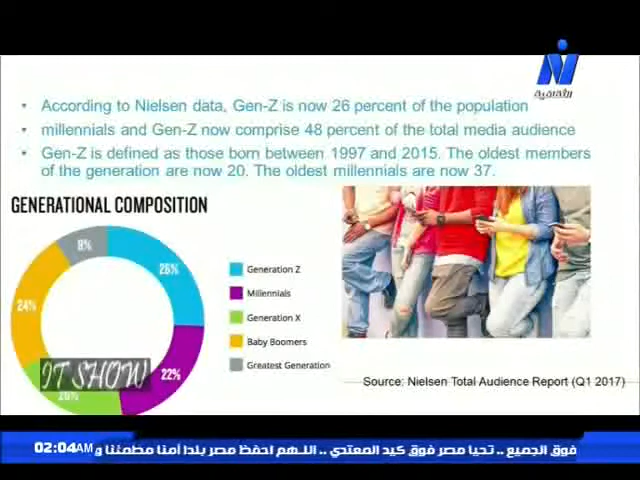 الثقافية
• According to Nielsen data, Gen-Z is now 26 percent of the population
• millennials and Gen-Z now comprise 48 percent of the total media audience
• Gen-Z is defined as those born between 1997 and 2015. The oldest members
of the generation are now 20. The oldest millennials are now 37.
GENERATIONAL COMPOSITION
8%
26%
24%
22%
20%
Generation Z
Millennials
Generation X
Baby Boomers
Greatest Generation
IT SHOW
Source: Nielsen Total Audience Report (Q1 2017)
02:04AM
فوق الجميع .. تحيا مصر فوق كيد المعتدي .. اللـهم احفظ مصر بلدا آمنا مطمئننا و